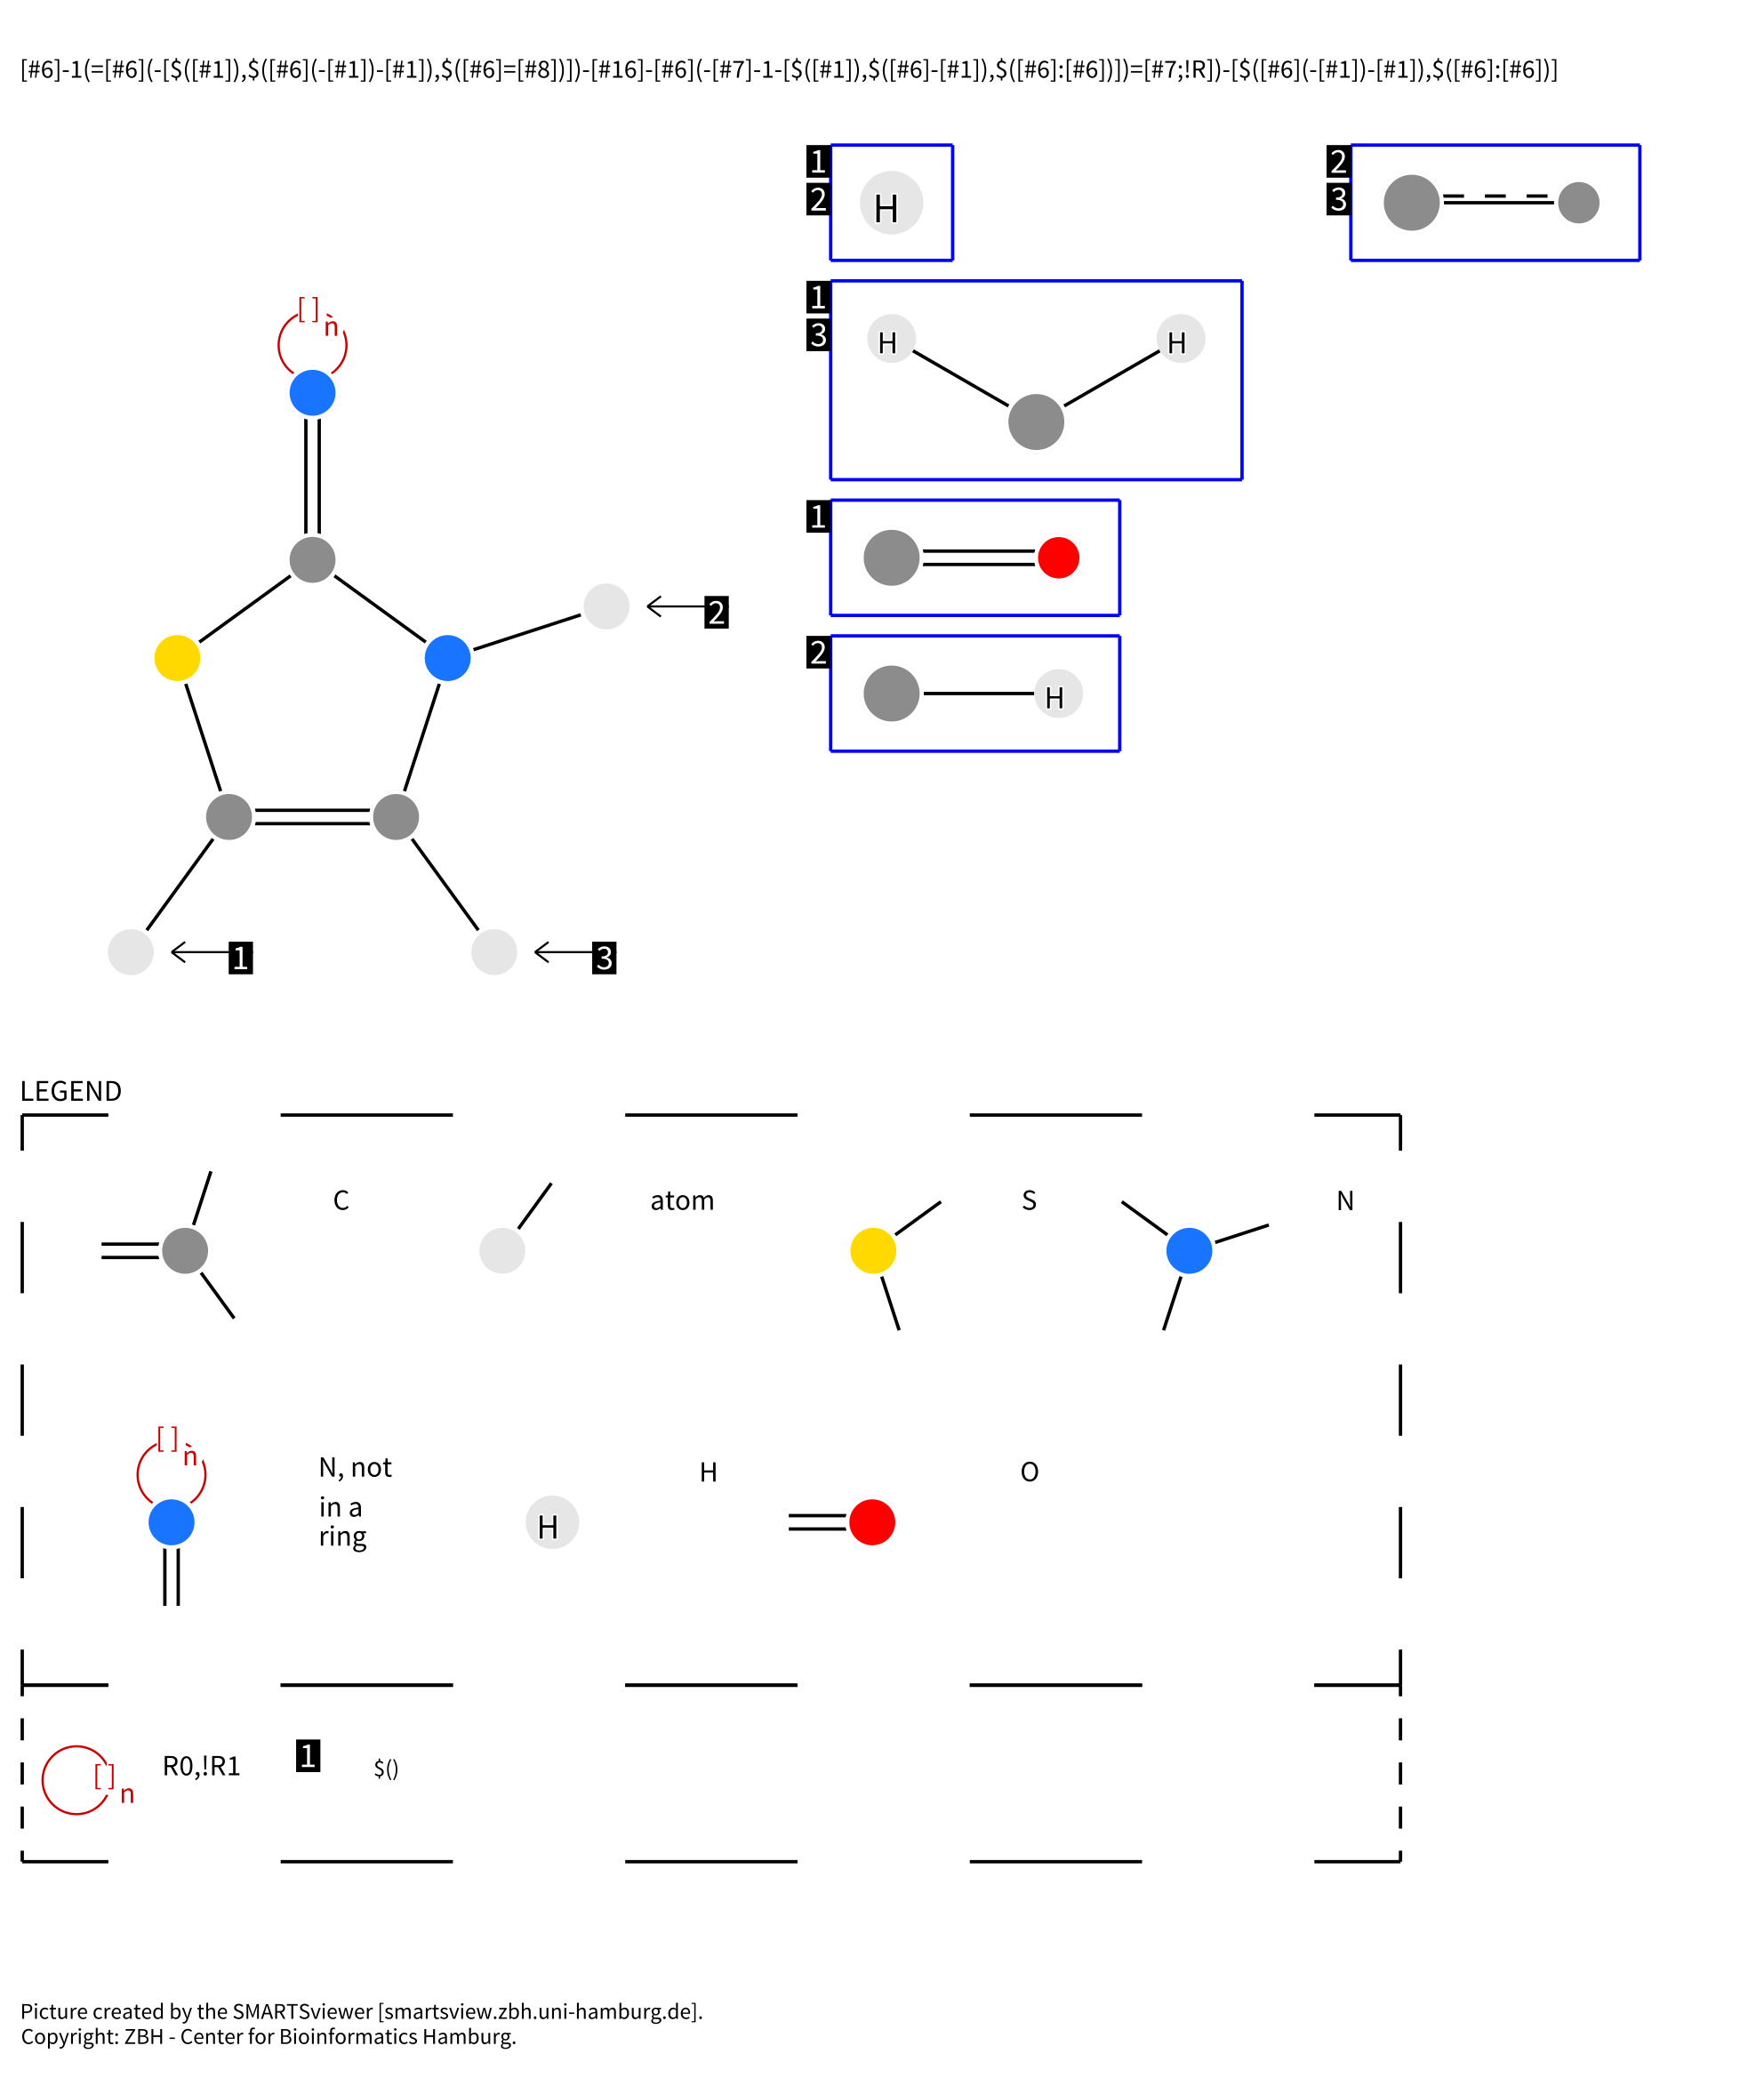 [#6]-1(=[#6](-[$([#1]),$([#6](-[#1])-[#1]),$([#6]=[#8])])-[#16]-[#6](-[#7]-1-[$([#1]),$([#6]-[#1]),$([#6]:[#6])])=[#7;!R])-[$([#6](-[#1])-[#1]),$([#6]:[#6])]
1
2
H
2
3
[ ] n
1
3
H
H
1
2
2
H
1
3
LEGEND
C
atom
S
N
[ ] n
N, not
in a
ring
H
H
O
[ ] n
R0,!R1
1
$()
Picture created by the SMARTSviewer [smartsview.zbh.uni-hamburg.de].
Copyright: ZBH - Center for Bioinformatics Hamburg.